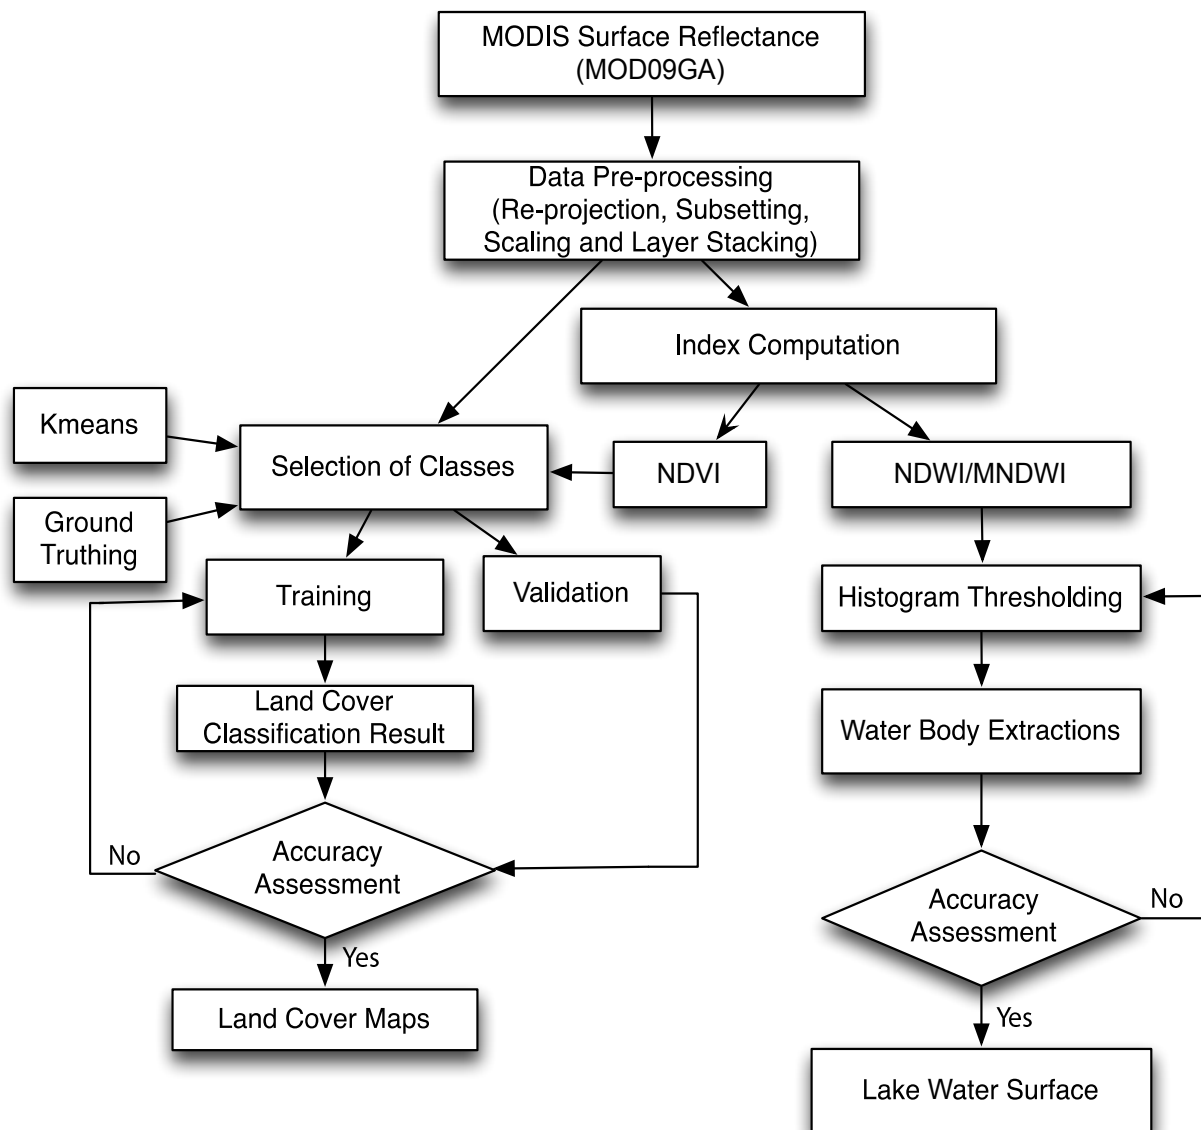 MODIS Surface Reflectance
(MOD09GA)
Data Pre-processing
(Re-projection, Subsetting,
Scaling and Layer Stacking)
Index Computation
Kmeans
Selection of Classes
NDVI
NDWI/MNDWI
Ground
Truthing
Training
Validation
Histogram Thresholding
Land Cover
Classification Result
Water Body Extractions
No
Accuracy
Assessment
Accuracy
Assessment
No
Yes
Land Cover Maps
Yes
Lake Water Surface